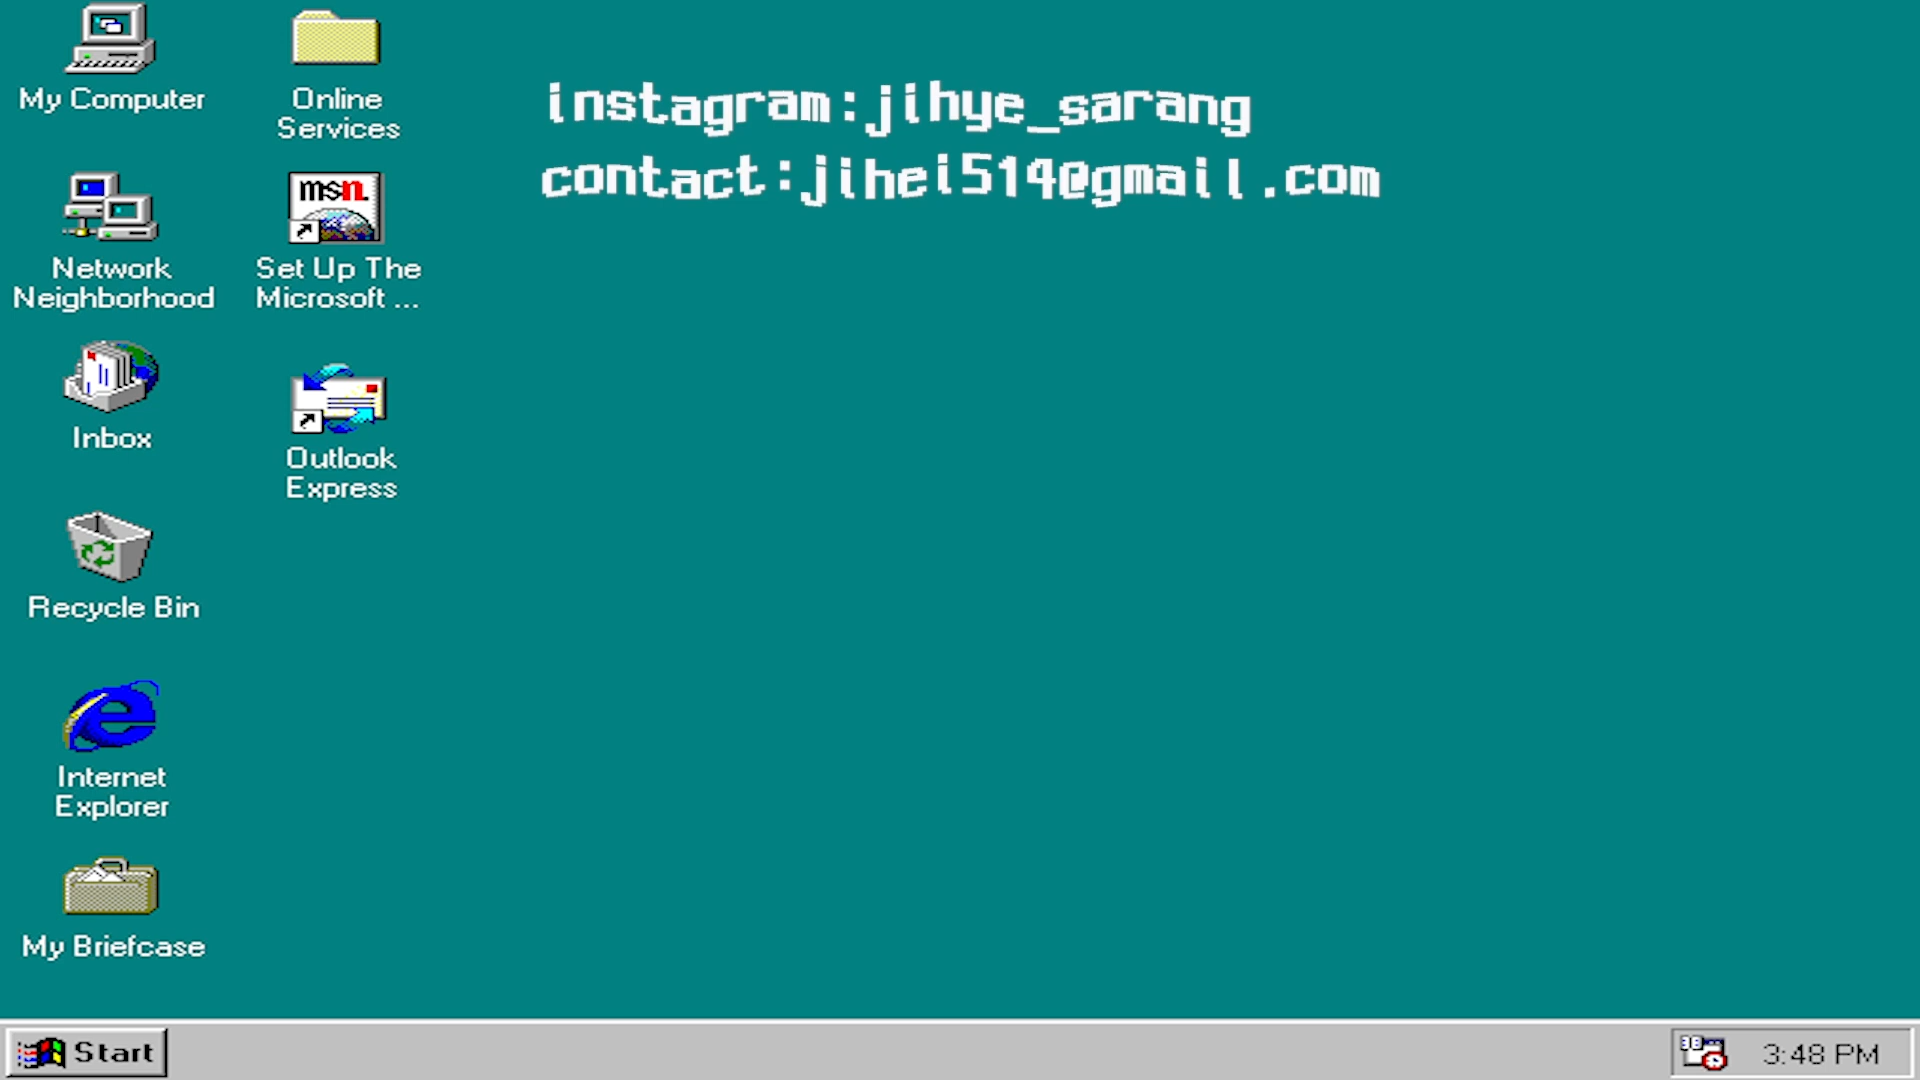 My Computer
Online
Services
instagram:jihye_sarang
contact:jihei514@gmail.com
Network
Neighborhood
msn
Set Up The
Microsoft ...
Inbox
Outlook
Express
Recycle Bin
Internet
Explorer
My Briefcase
Start
3:48 PM